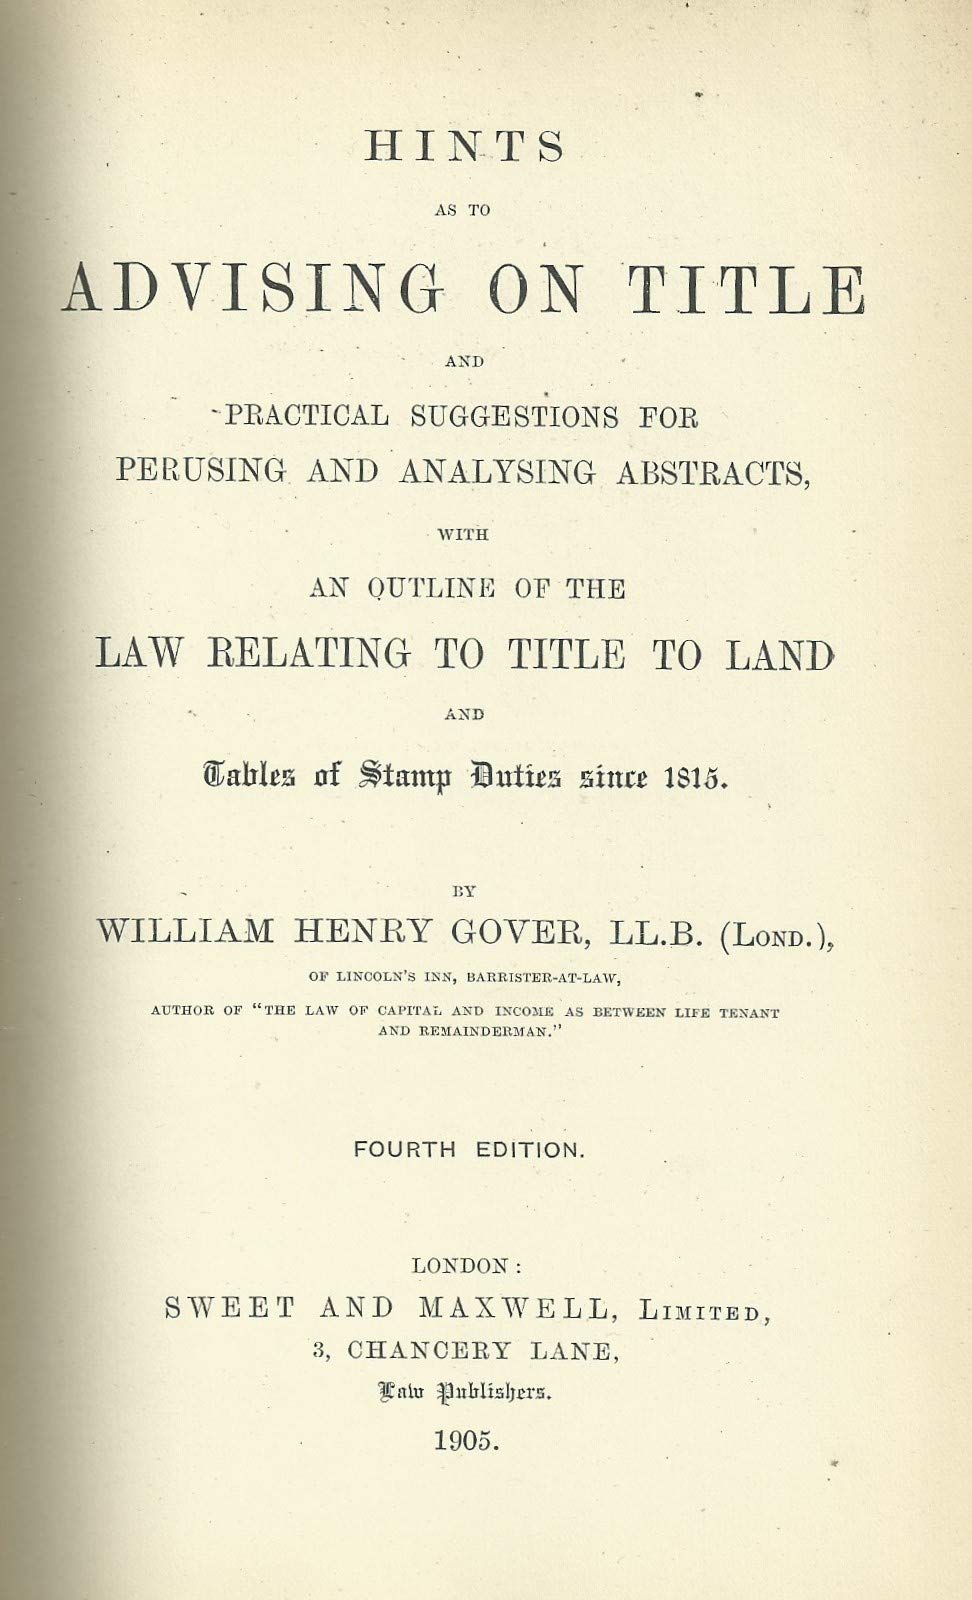 HINTS
AS TO
ADVISING ON TITLE
AND
PRACTICAL SUGGESTIONS FOR
PERUSING AND ANALYSING ABSTRACTS,
WITH
AN OUTLINE OF THE
LAW RELATING TO TITLE TO LAND
AND
Tables of Stamp Duties since 1815.
BY
WILLIAM HENRY GOVER, LL.B. (LOND.),
OF LINCOLN'S INN, BARRISTER-AT-LAW,
AUTHOR OF "THE LAW OF CAPITAL AND INCOME AS BETWEEN LIFE TENANT
AND REMAINDERMAN."
FOURTH EDITION.
LONDON:
SWEET AND MAXWELL, LIMITED,
3, CHANCERY LANE,
Law Publishers.
1905.